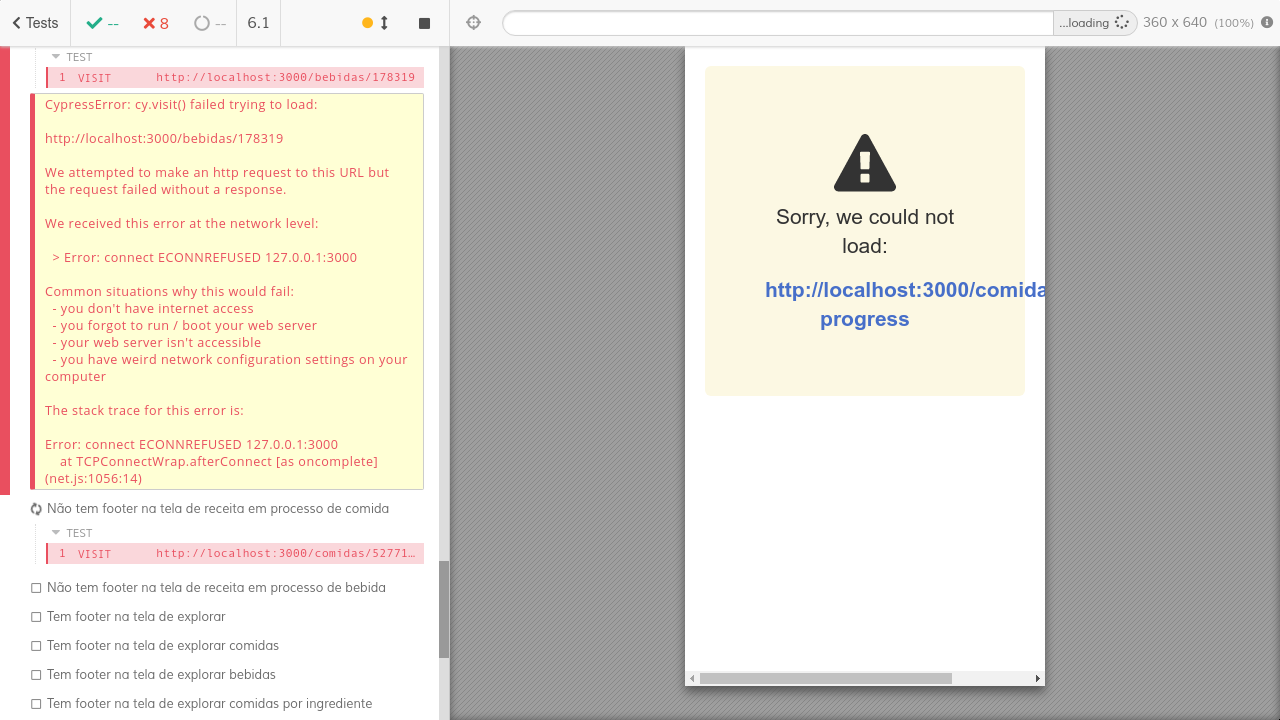 Tests -- 8 -- 6.1
...loading 360 x 640 (100%)
TEST
1 VISIT http://localhost:3000/bebidas/178319
CypressError: cy.visit() failed trying to load:
http://localhost:3000/bebidas/178319
We attempted to make an http request to this URL but
the request failed without a response.
We received this error at the network level:
> Error: connect ECONNREFUSED 127.0.0.1:3000
Common situations why this would fail:
- you don't have internet access
- you forgot to run / boot your web server
- your web server isn't accessible
- you have weird network configuration settings on your
computer
The stack trace for this error is:
Error: connect ECONNREFUSED 127.0.0.1:3000
at TCPConnectWrap.afterConnect [as oncomplete]
(net.js:1056:14)
Não tem footer na tela de receita em processo de comida
TEST
1 VISIT http://localhost:3000/comidas/52771…
Não tem footer na tela de receita em processo de bebida
Tem footer na tela de explorar
Tem footer na tela de explorar comidas
Tem footer na tela de explorar bebidas
Tem footer na tela de explorar comidas por ingrediente
Sorry, we could not
load:
http://localhost:3000/comida
progress